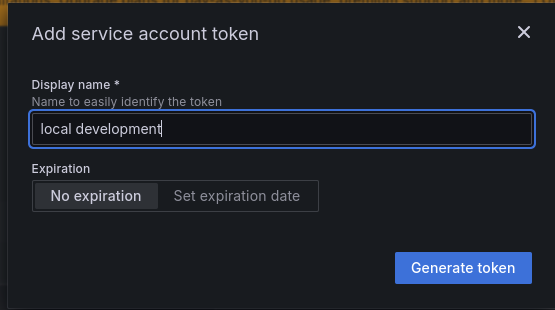 Add service account token
Display name *
Name to easily identify the token
local development
Expiration
No expiration Set expiration date
Generate token